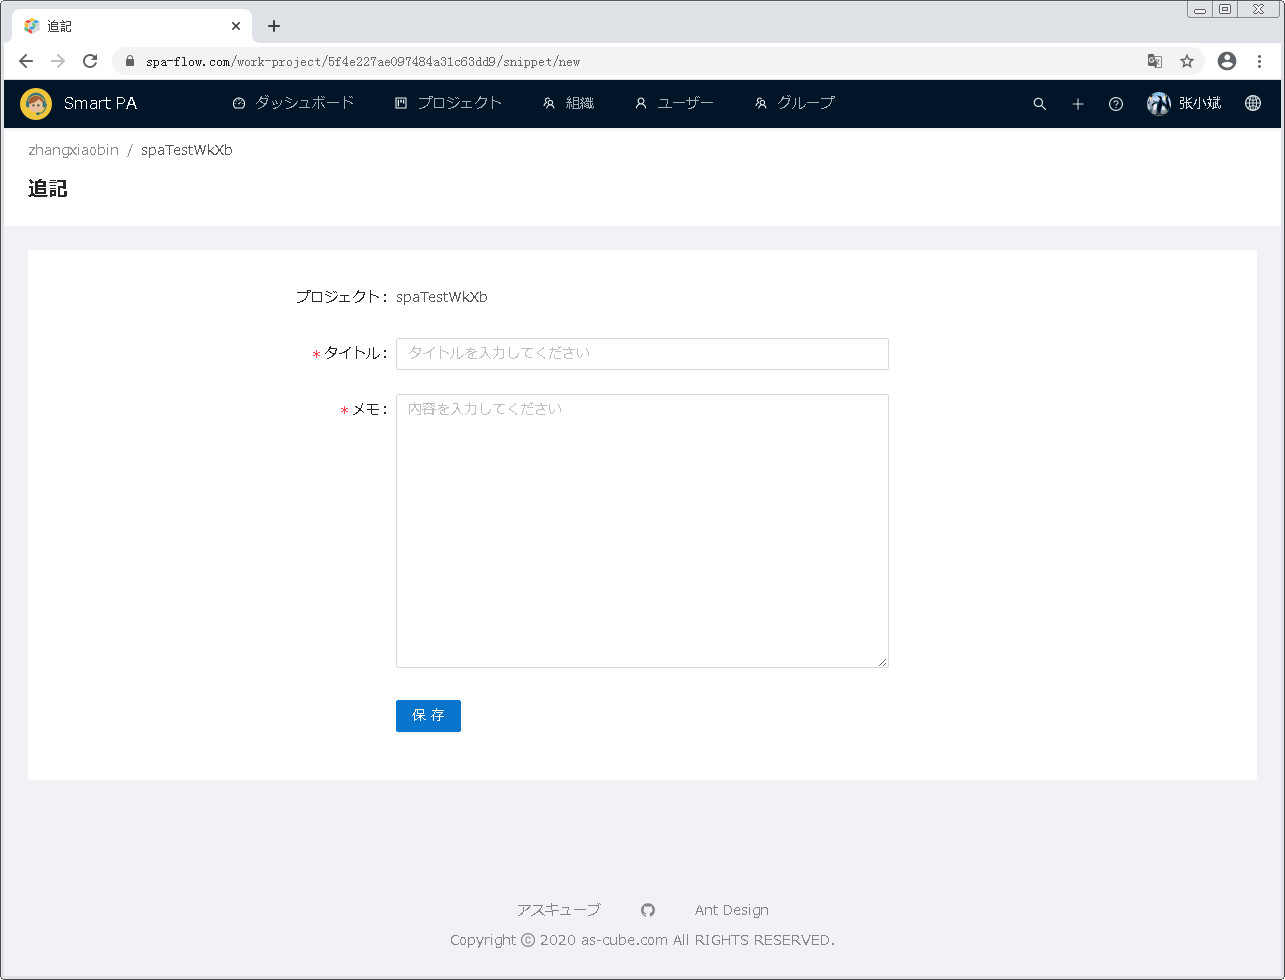 追記
spa-flow.com/work-project/5f4e227ae097484a31c63dd9/snippet/new
Smart PA ダッシュボード プロジェクト 組織 ユーザー グループ 张小斌
zhangxiaobin / spaTestWkXb
追記
プロジェクト: spaTestWkXb
* タイトル: タイトルを入力してください
* メモ: 内容を入力してください
保 存
アスキューブ Ant Design
Copyright © 2020 as-cube.com All RIGHTS RESERVED.